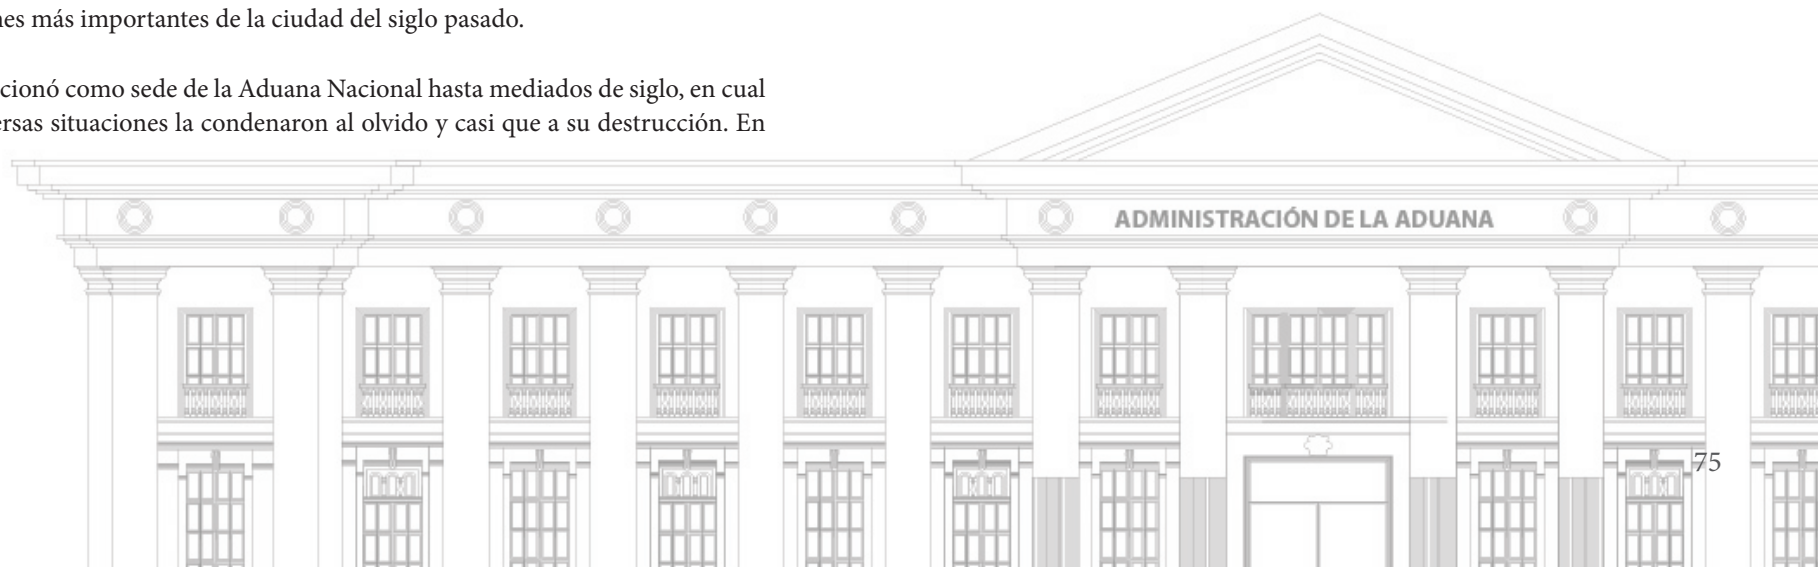 nes más importantes de la ciudad del siglo pasado.
cionó como sede de la Aduana Nacional hasta mediados de siglo, en cual
ersas situaciones la condenaron al olvido y casi que a su destrucción. En
ADMINISTRACIÓN DE LA ADUANA
75